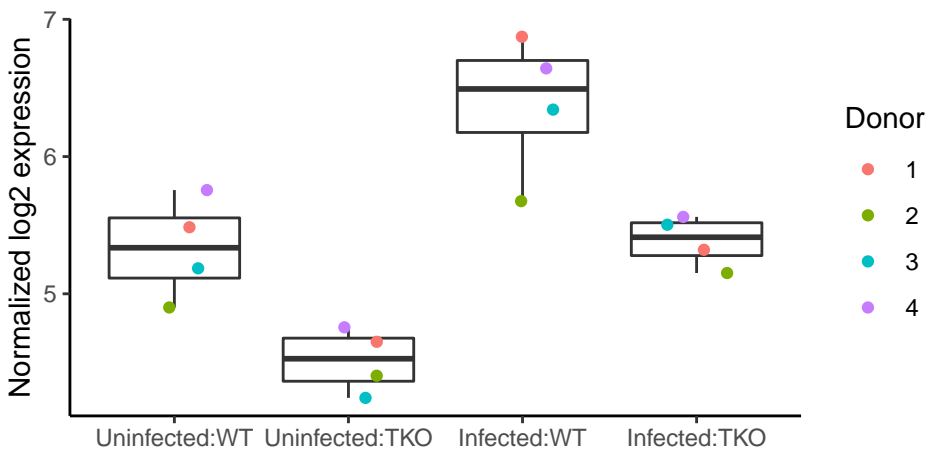 Normalized log2 expression
7
6
5
Uninfected:WT
Uninfected:TKO
Infected:WT
Infected:TKO
Donor
1
2
3
4